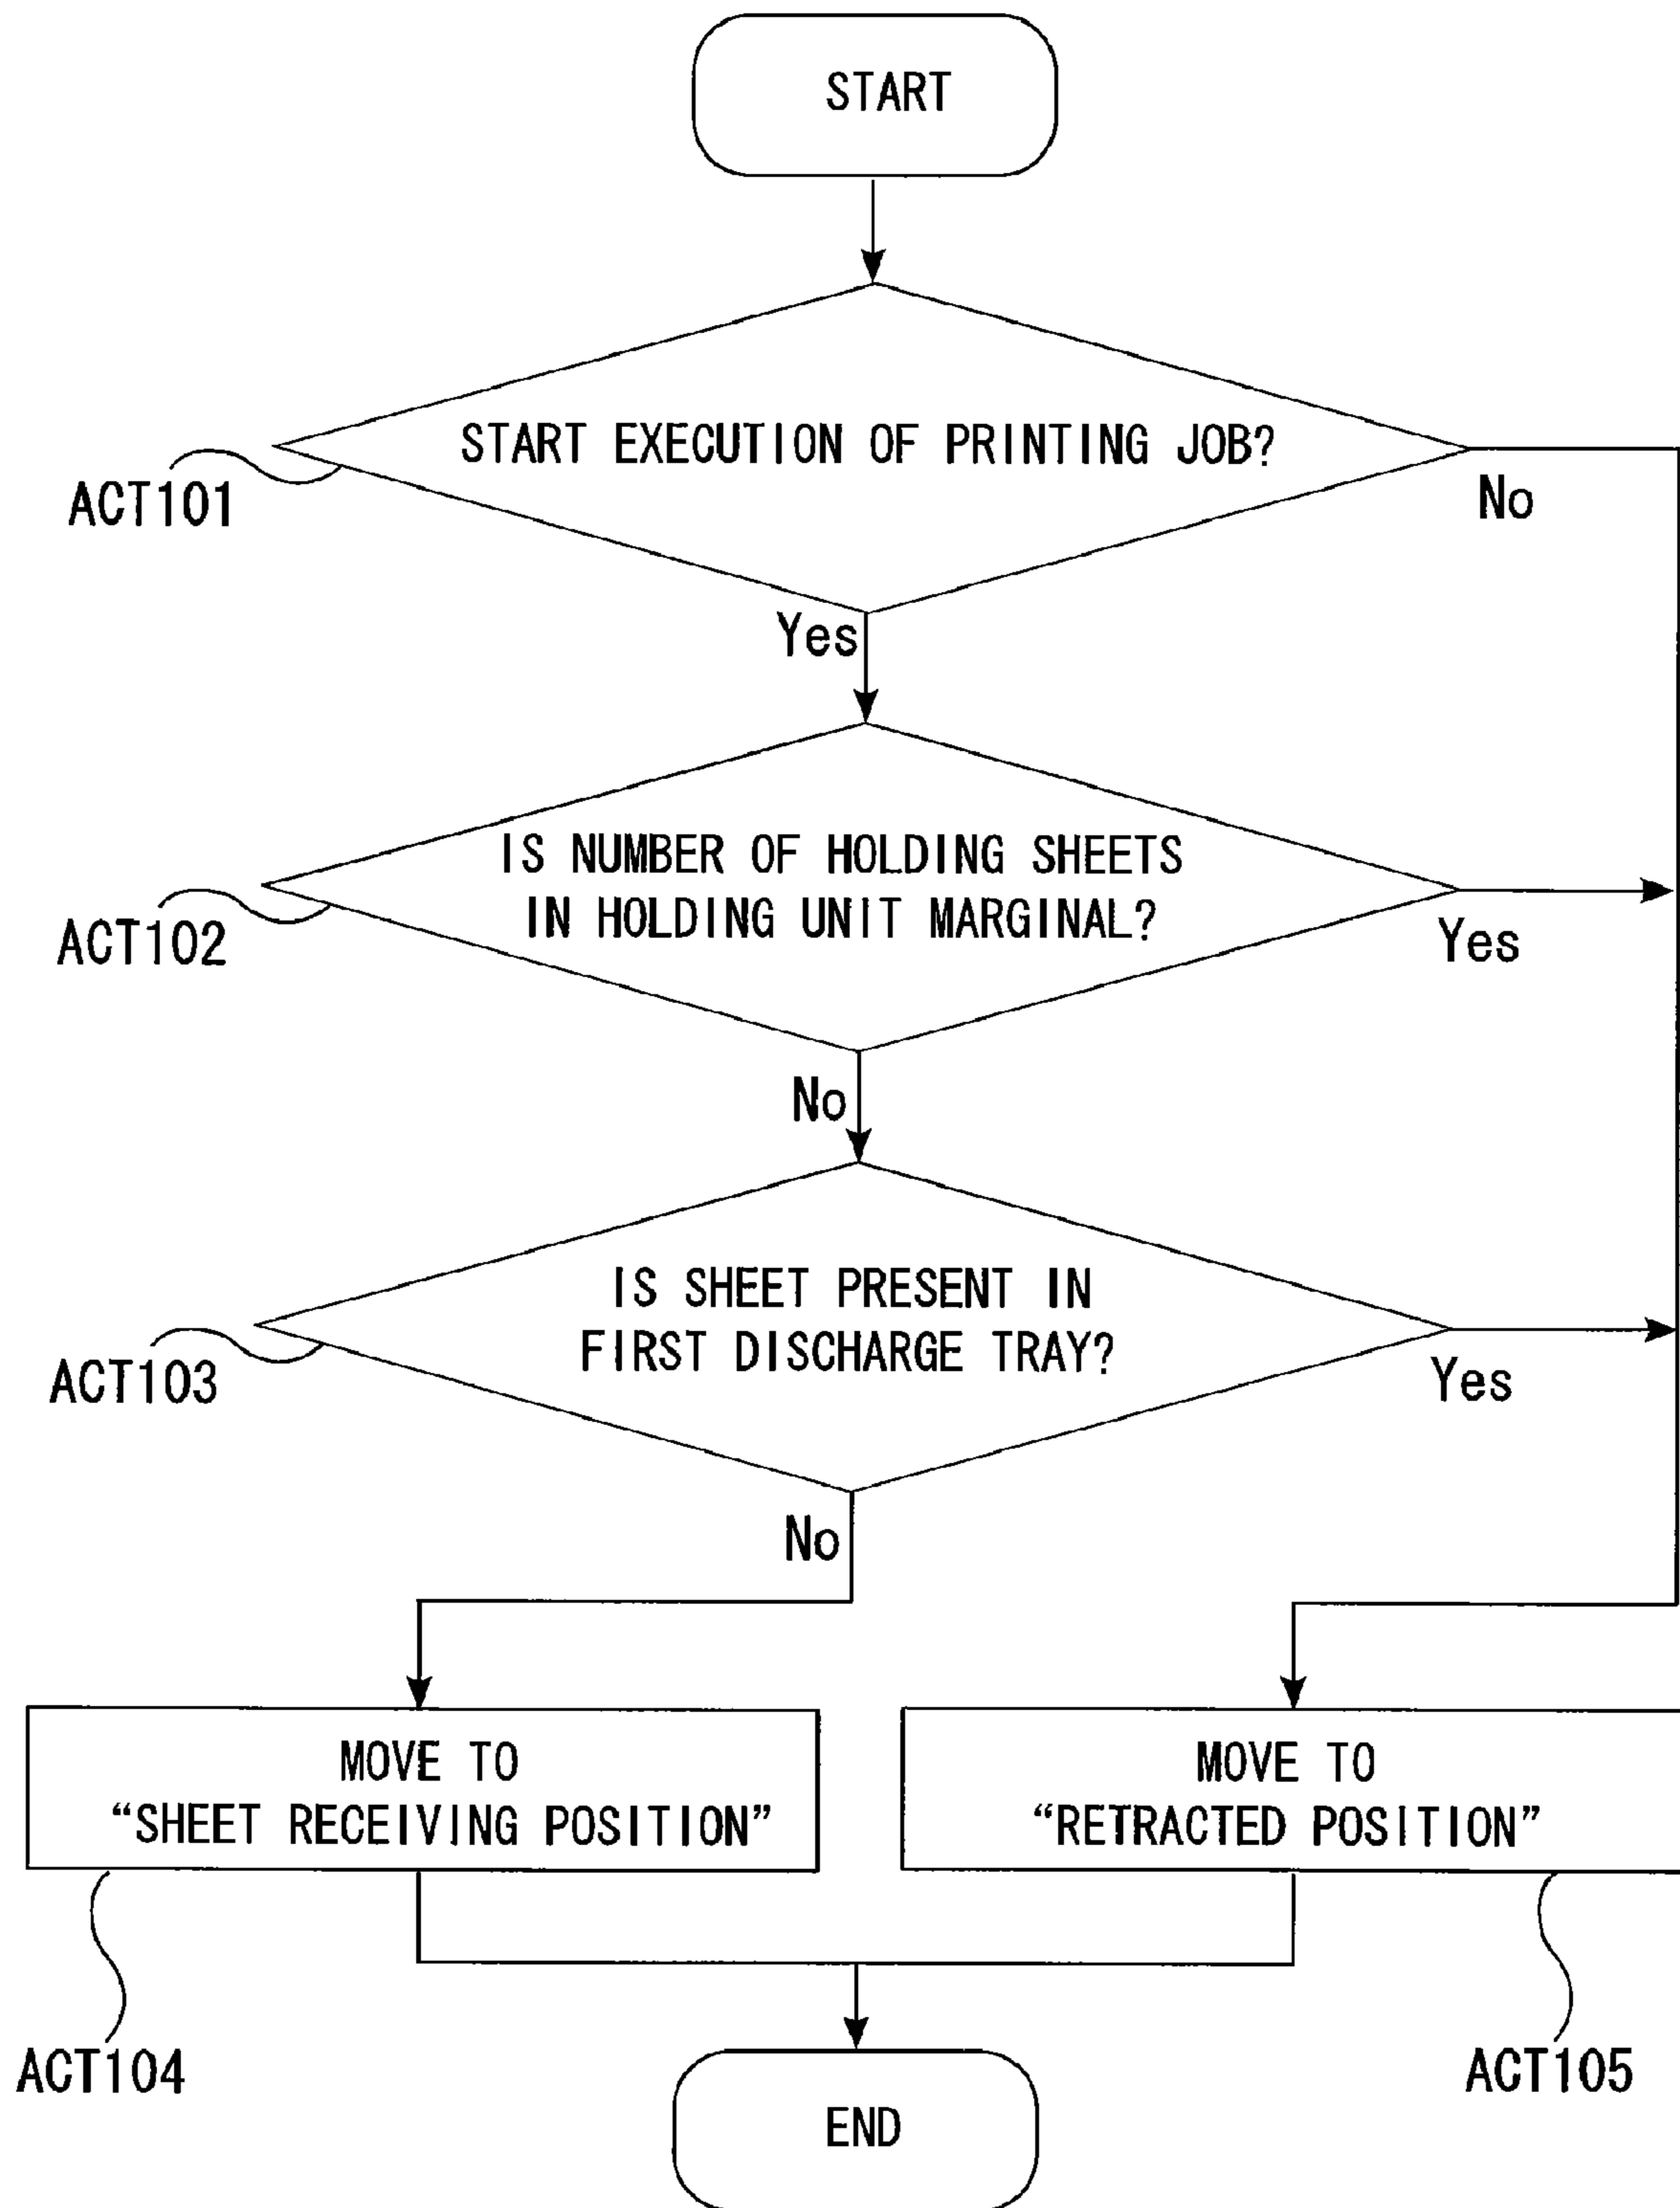 START
START EXECUTION OF PRINTING JOB?
No
ACT101
Yes
IS NUMBER OF HOLDING SHEETS
IN HOLDING UNIT MARGINAL?
ACT102
Yes
No
IS SHEET PRESENT IN
FIRST DISCHARGE TRAY?
ACT103
Yes
No
MOVE TO
“SHEET RECEIVING POSITION”
MOVE TO
“RETRACTED POSITION”
ACT104
ACT105
END